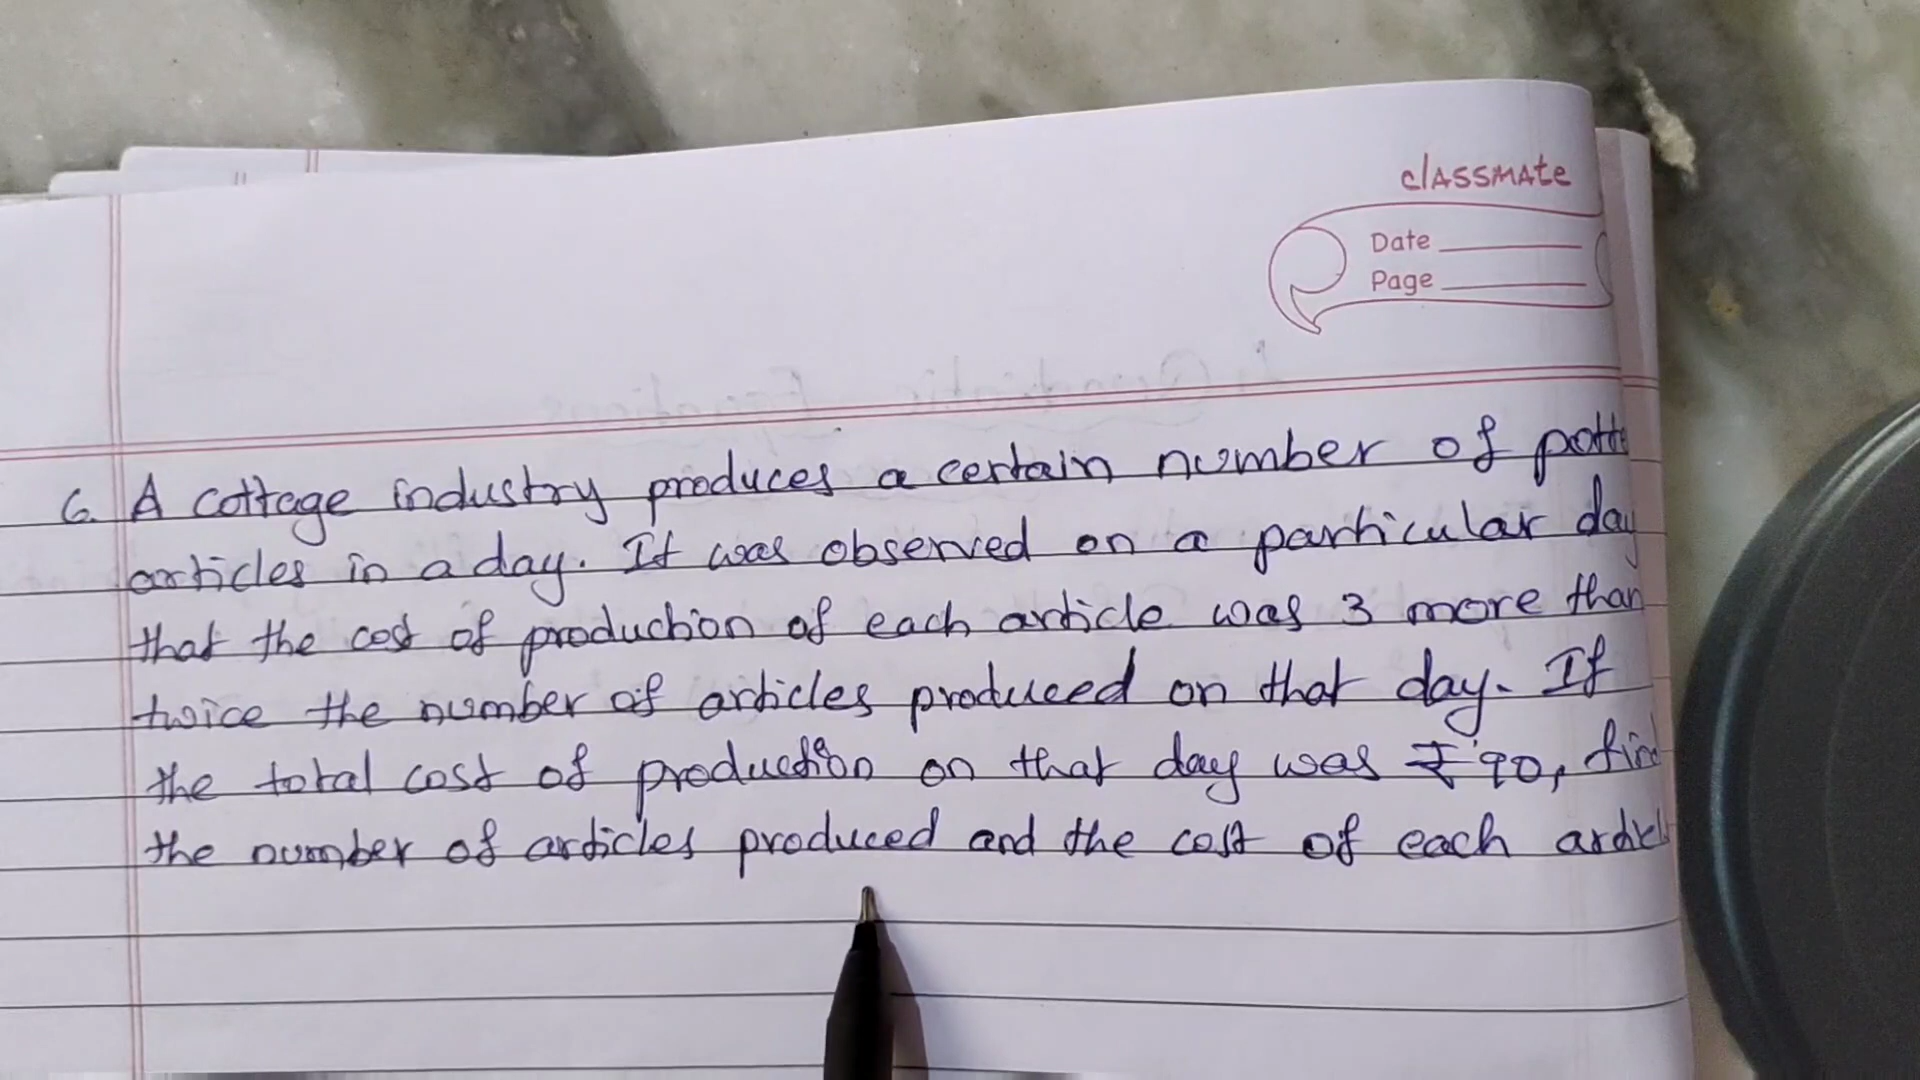 classmate
Date
Page
6. A cottage industry produces a certain number of potte
articles in a day. It was observed on a particular day
that the cost of production of each article was 3 more than
twice the number of articles produced on that day. If
the total cost of production on that day was ₹ 90, find
the number of articles produced and the cost of each article